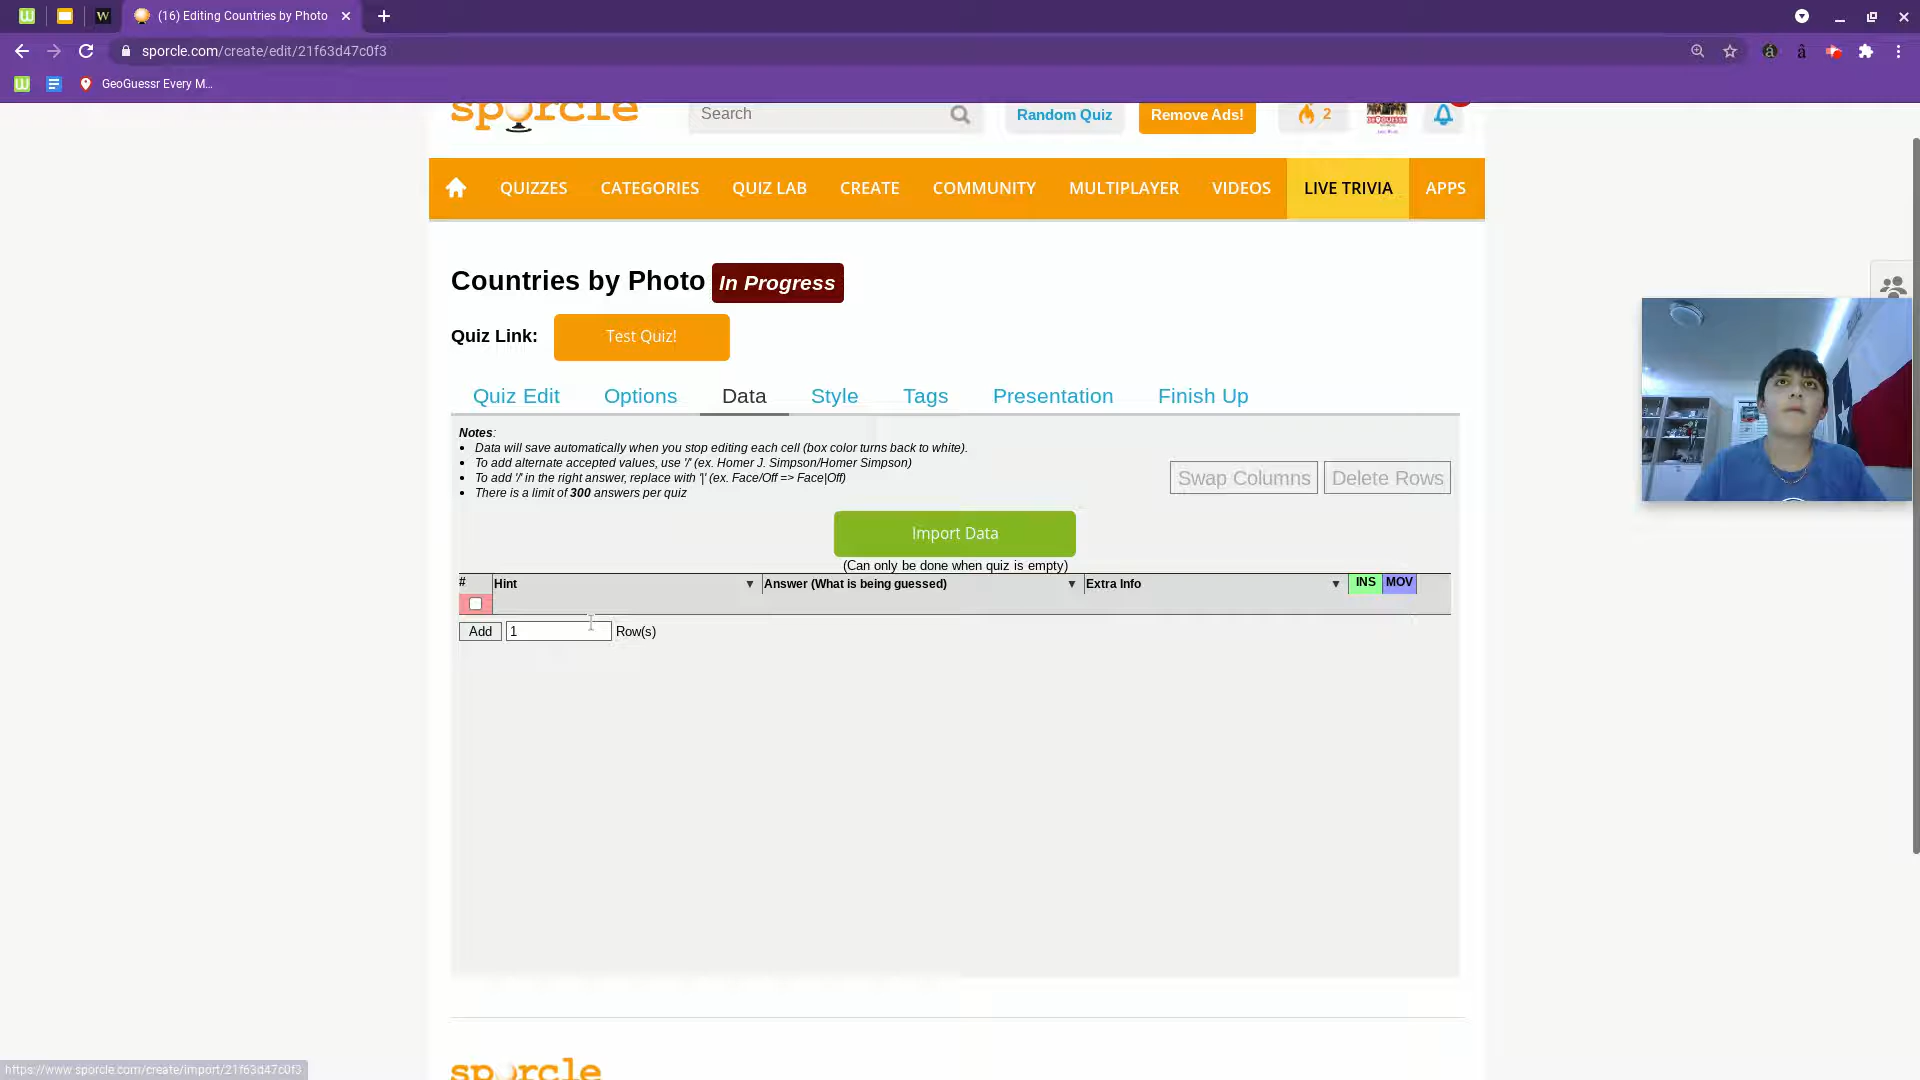 (16) Editing Countries by Photo
sporcle.com/create/edit/21f63d47c0f3
GeoGuessr Every M...
sporcle
Search
Random Quiz
Remove Ads!
2
QUIZZES
CATEGORIES
QUIZ LAB
CREATE
COMMUNITY
MULTIPLAYER
VIDEOS
LIVE TRIVIA
APPS
Countries by Photo In Progress
Quiz Link: Test Quiz!
Quiz Edit
Options
Data
Style
Tags
Presentation
Finish Up
Notes:
Data will save automatically when you stop editing each cell (box color turns back to white).
To add alternate accepted values, use '/' (ex. Homer J. Simpson/Homer Simpson)
To add '/' in the right answer, replace with '|' (ex. Face/Off => Face|Off)
There is a limit of 300 answers per quiz
Swap Columns
Delete Rows
Import Data
(Can only be done when quiz is empty)
# Hint Answer (What is being guessed) Extra Info INS MOV
Add 1 Row(s)
sporcle
https://www.sporcle.com/create/import/21f63d47c0f3